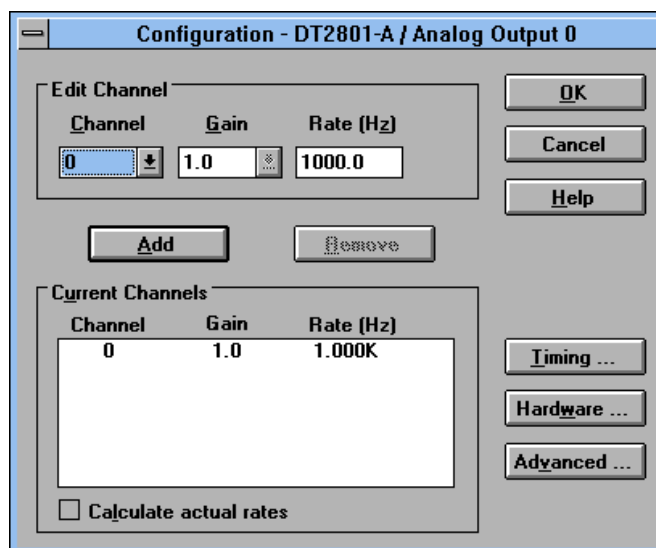 Configuration - DT2801-A / Analog Output 0
Edit Channel
Channel Gain Rate (Hz)
0 1.0 1000.0
OK
Cancel
Help
Add Remove
Current Channels
Channel Gain Rate (Hz)
0 1.0 1.000K
Timing ...
Hardware ...
Advanced ...
Calculate actual rates